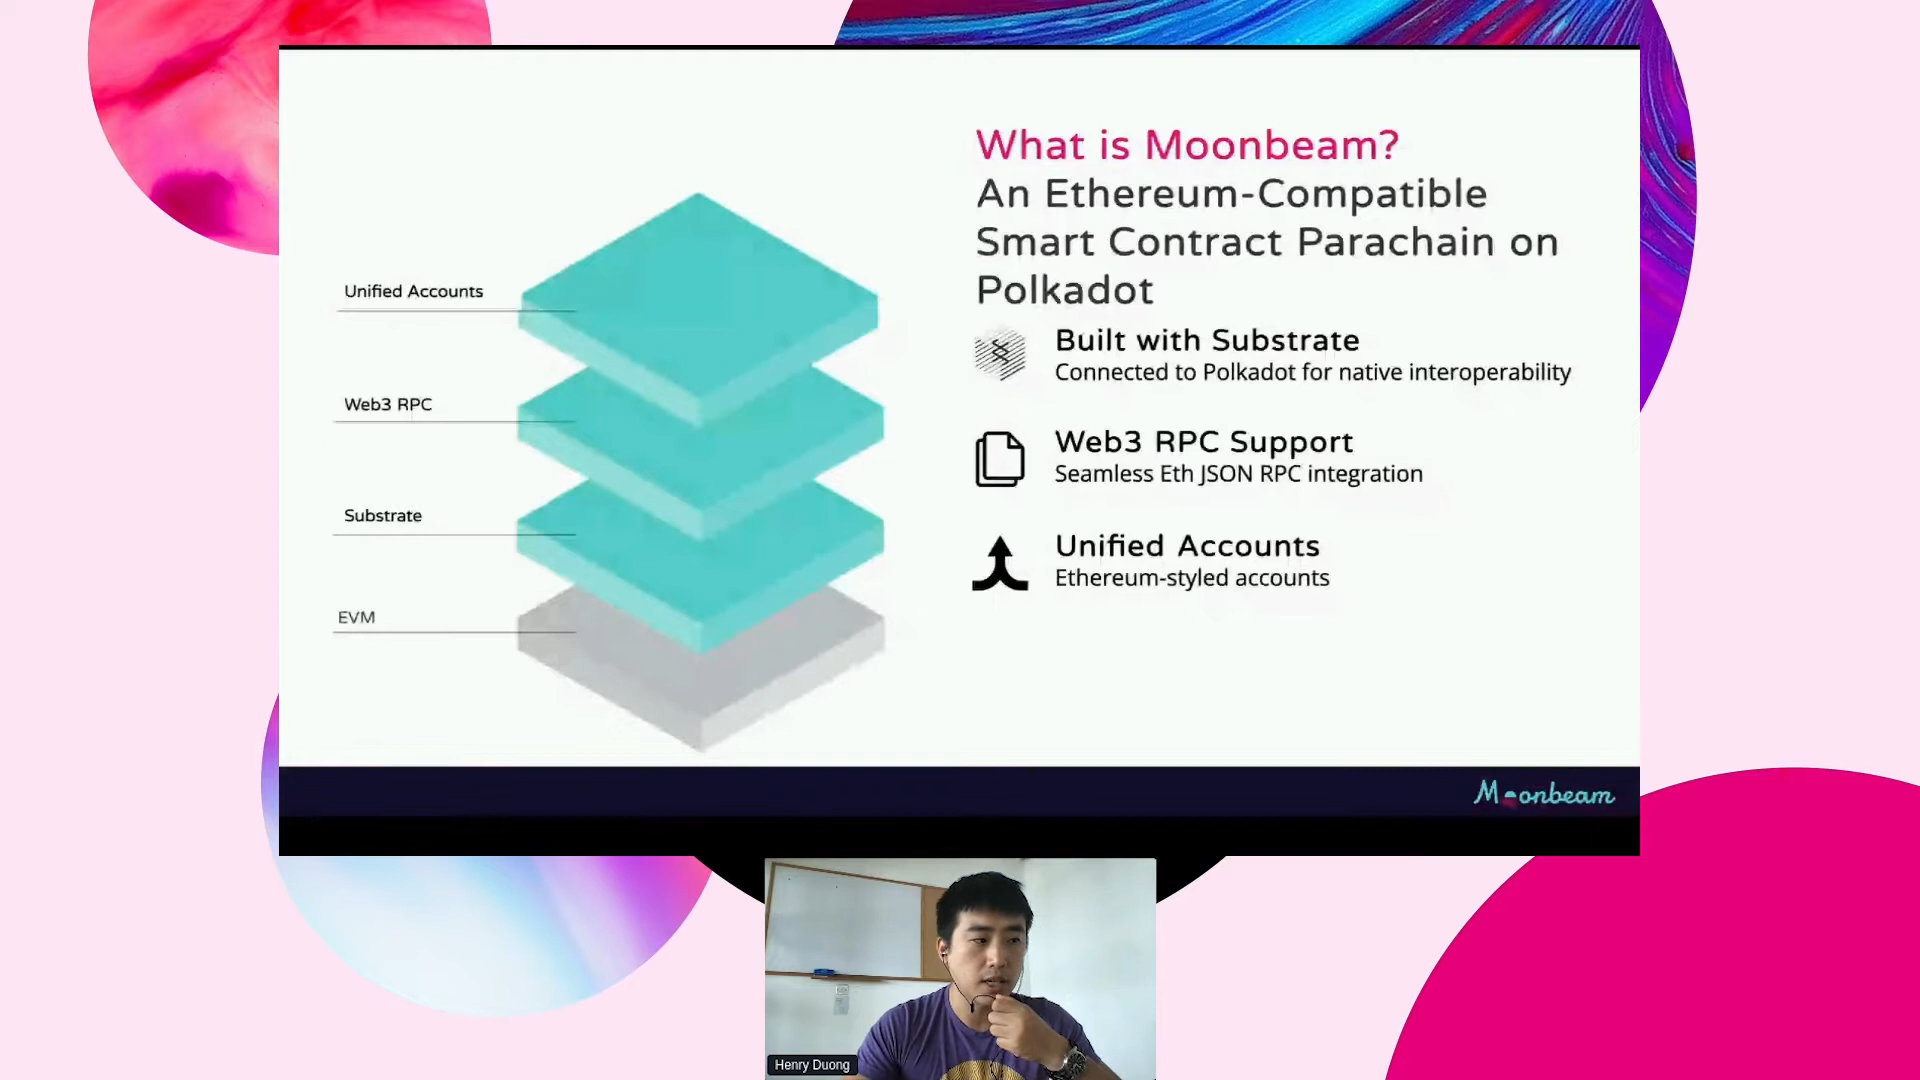 What is Moonbeam?
An Ethereum-Compatible
Smart Contract Parachain on
Polkadot
Unified Accounts
Web3 RPC
Substrate
EVM
Built with Substrate
Connected to Polkadot for native interoperability
Web3 RPC Support
Seamless Eth JSON RPC integration
Unified Accounts
Ethereum-styled accounts
Moonbeam
Henry Duong